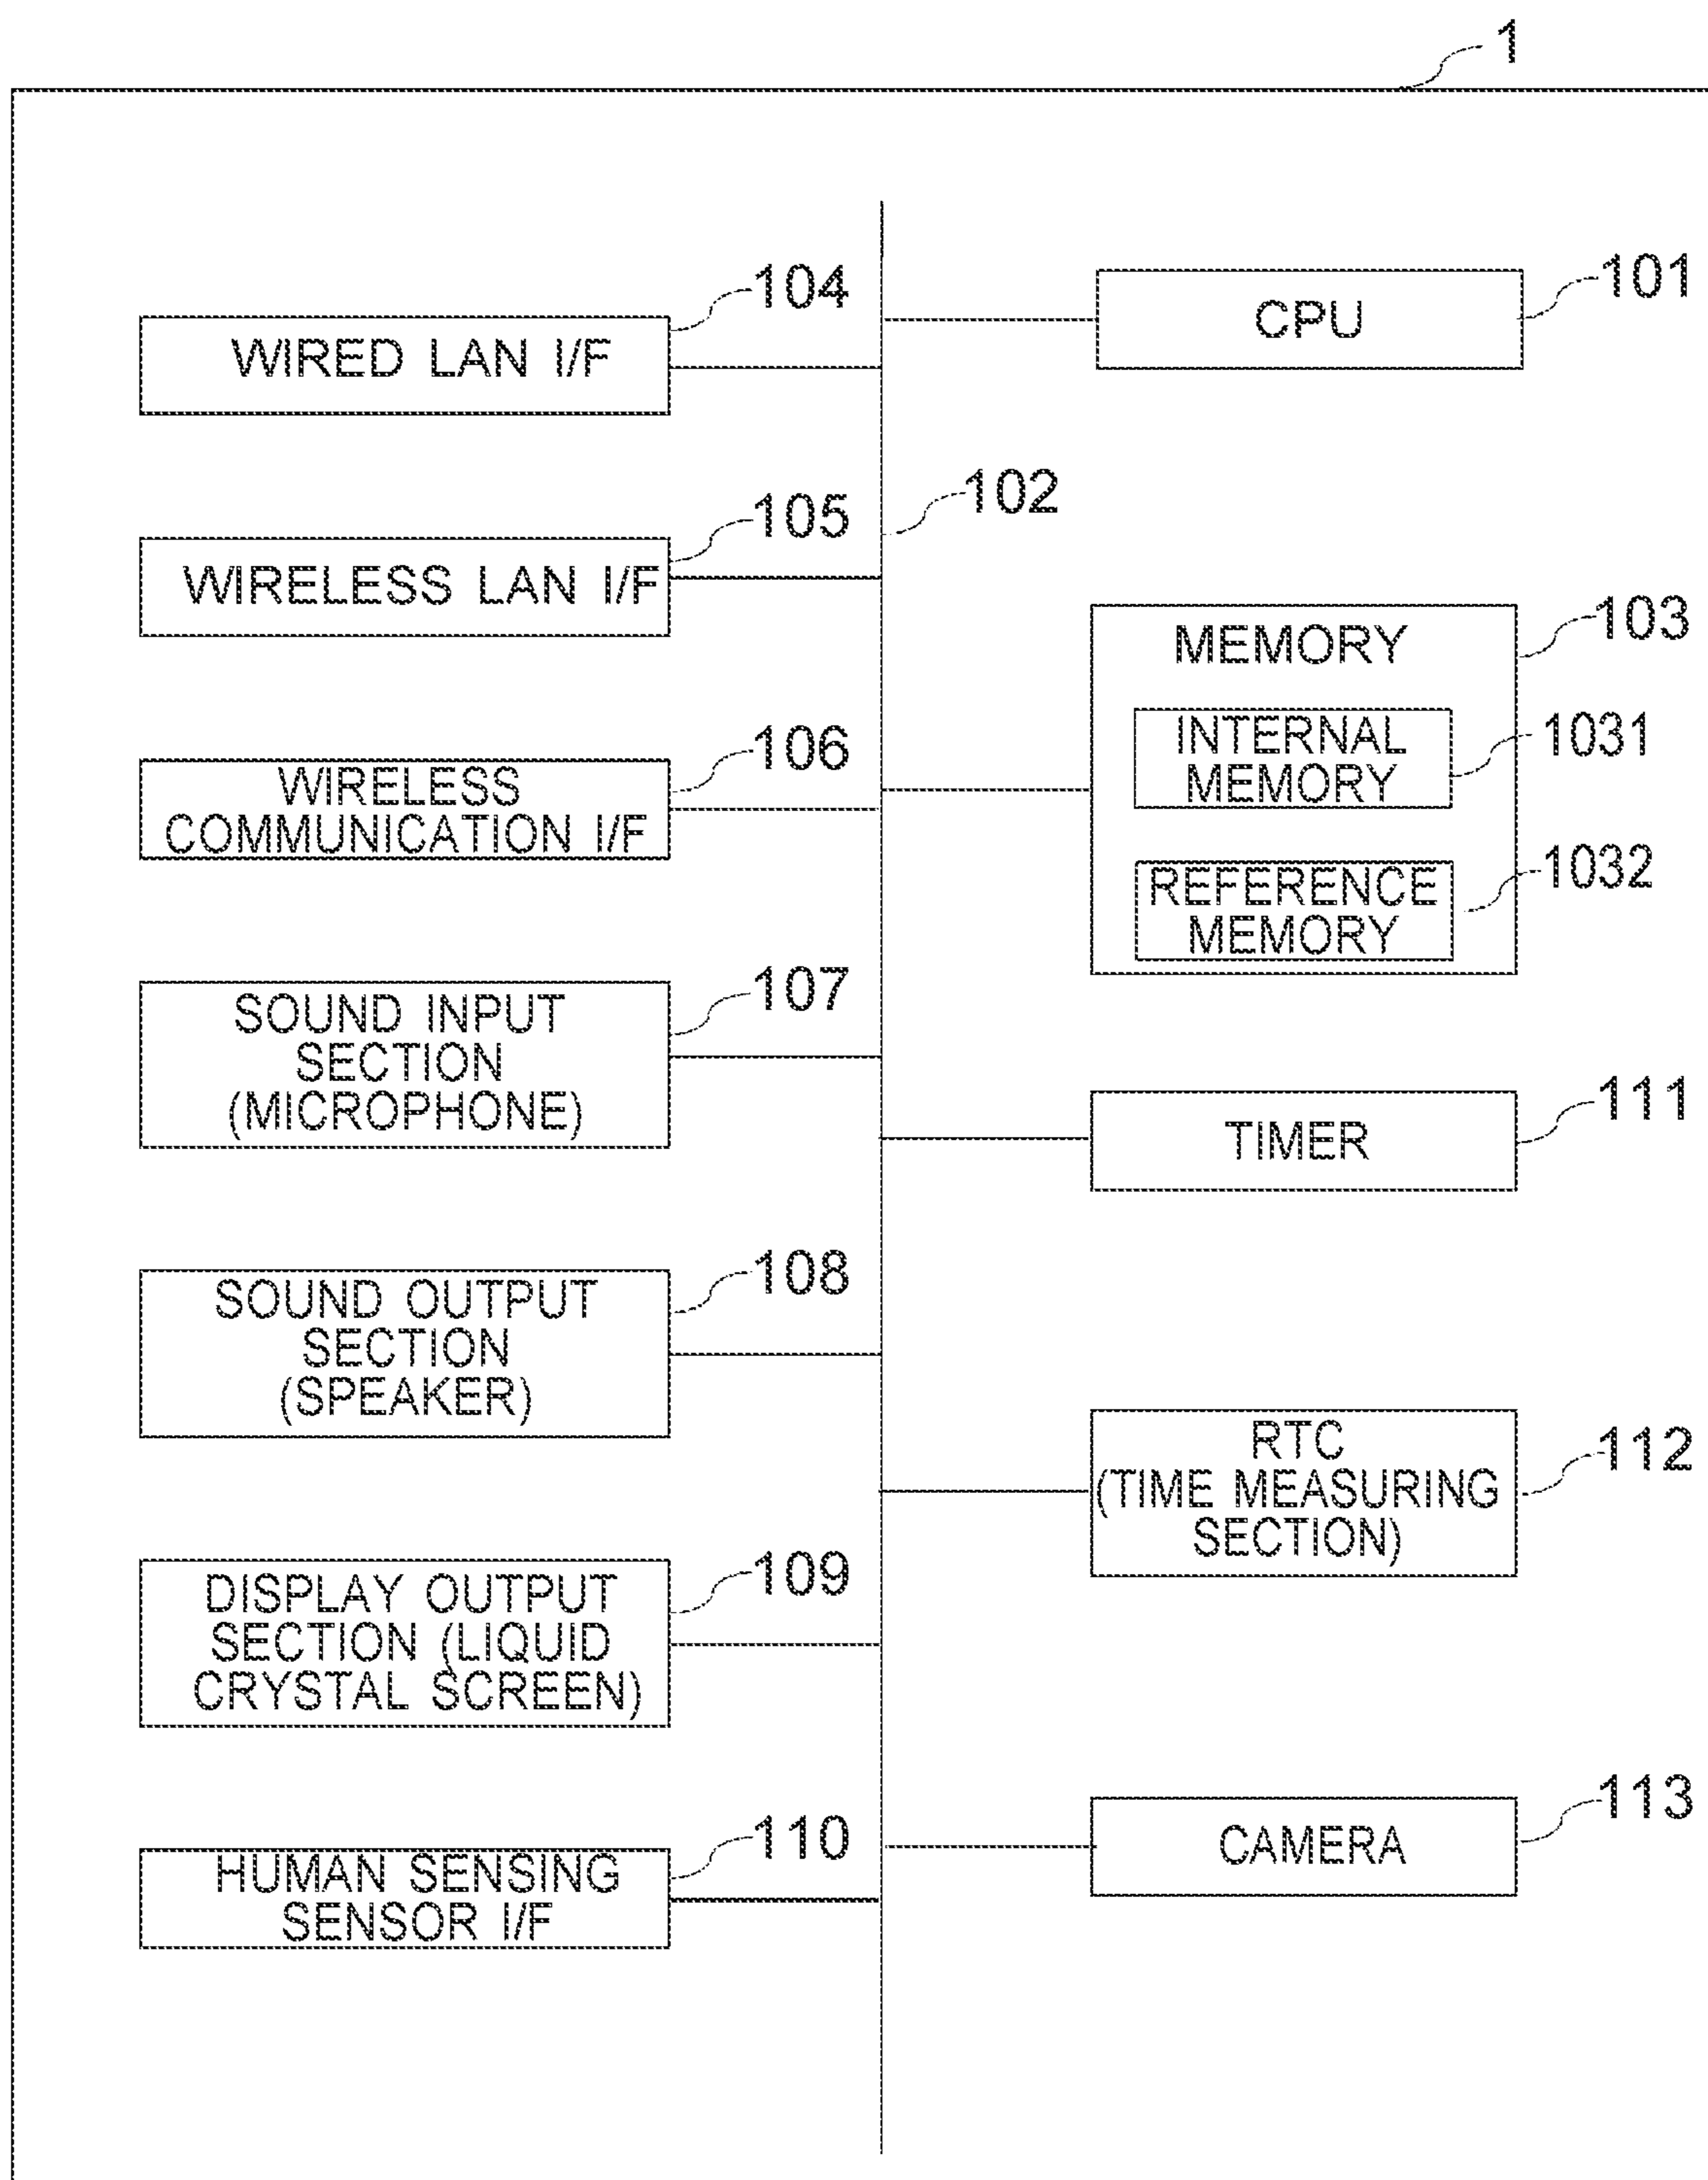 1
104
WIRED LAN I/F
101
CPU
102
105
WIRELESS LAN I/F
103
MEMORY
1031
INTERNAL
MEMORY
1032
REFERENCE
MEMORY
106
WIRELESS
COMMUNICATION I/F
107
SOUND INPUT
SECTION
(MICROPHONE)
111
TIMER
108
SOUND OUTPUT
SECTION
(SPEAKER)
112
RTC
(TIME MEASURING
SECTION)
109
DISPLAY OUTPUT
SECTION (LIQUID
CRYSTAL SCREEN)
113
CAMERA
110
HUMAN SENSING
SENSOR I/F